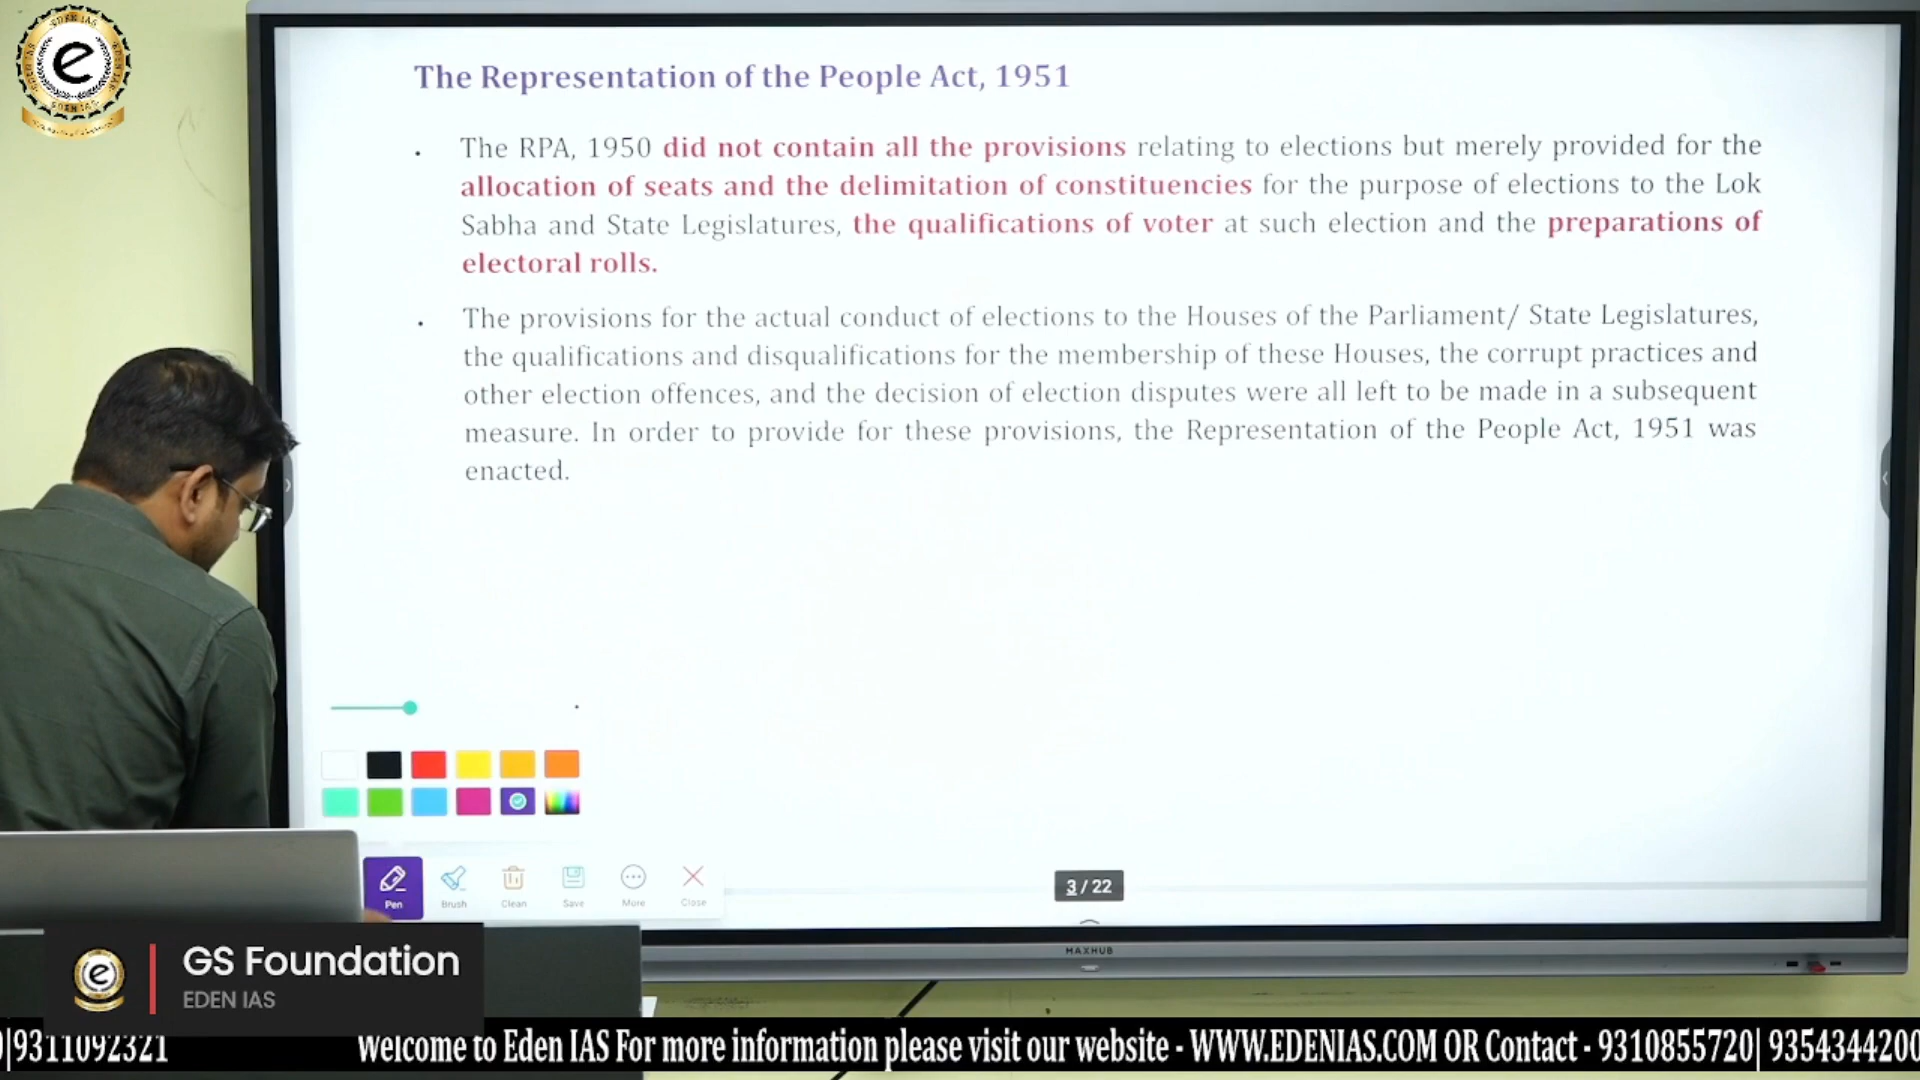 EDEN IAS
e
EDEN IAS
The Representation of the People Act, 1951
The RPA, 1950 did not contain all the provisions relating to elections but merely provided for the
allocation of seats and the delimitation of constituencies for the purpose of elections to the Lok
Sabha and State Legislatures, the qualifications of voter at such election and the preparations of
electoral rolls.
The provisions for the actual conduct of elections to the Houses of the Parliament/ State Legislatures,
the qualifications and disqualifications for the membership of these Houses, the corrupt practices and
other election offences, and the decision of election disputes were all left to be made in a subsequent
measure. In order to provide for these provisions, the Representation of the People Act, 1951 was
enacted.
Pen Brush Clean Save More Close
3 / 22
MAXHUB
e
GS Foundation
EDEN IAS
|9311092321 Welcome to Eden IAS For more information please visit our website - WWW.EDENIAS.COM OR Contact - 9310855720| 9354344200